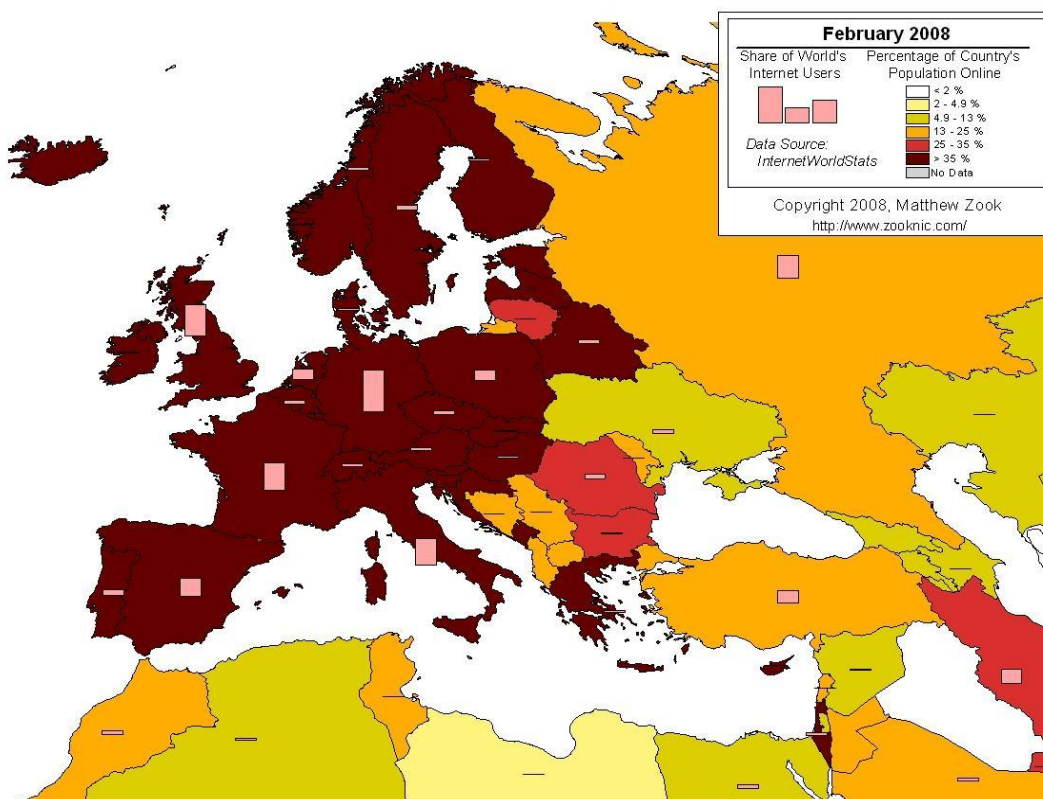 February 2008
Share of World's
Internet Users
Percentage of Country's
Population Online
< 2 %
2 - 4.9 %
4.9 - 13 %
13 - 25 %
25 - 35 %
> 35 %
No Data
Data Source:
InternetWorldStats
Copyright 2008, Matthew Zook
http://www.zooknic.com/